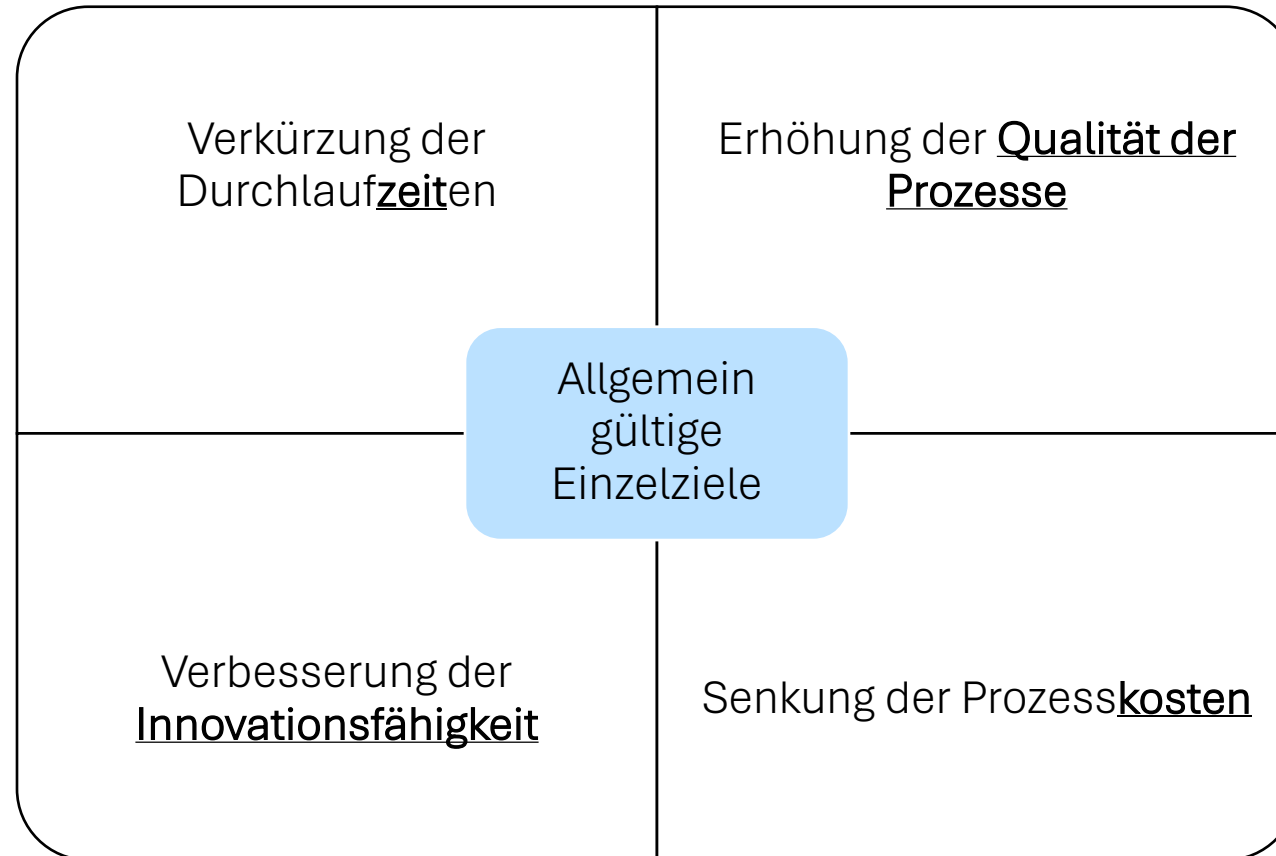 Verkürzung der
Durchlaufzeiten
Erhöhung der Qualität der
Prozesse
Allgemein
gültige
Einzelziele
Verbesserung der
Innovationsfähigkeit
Senkung der Prozesskosten